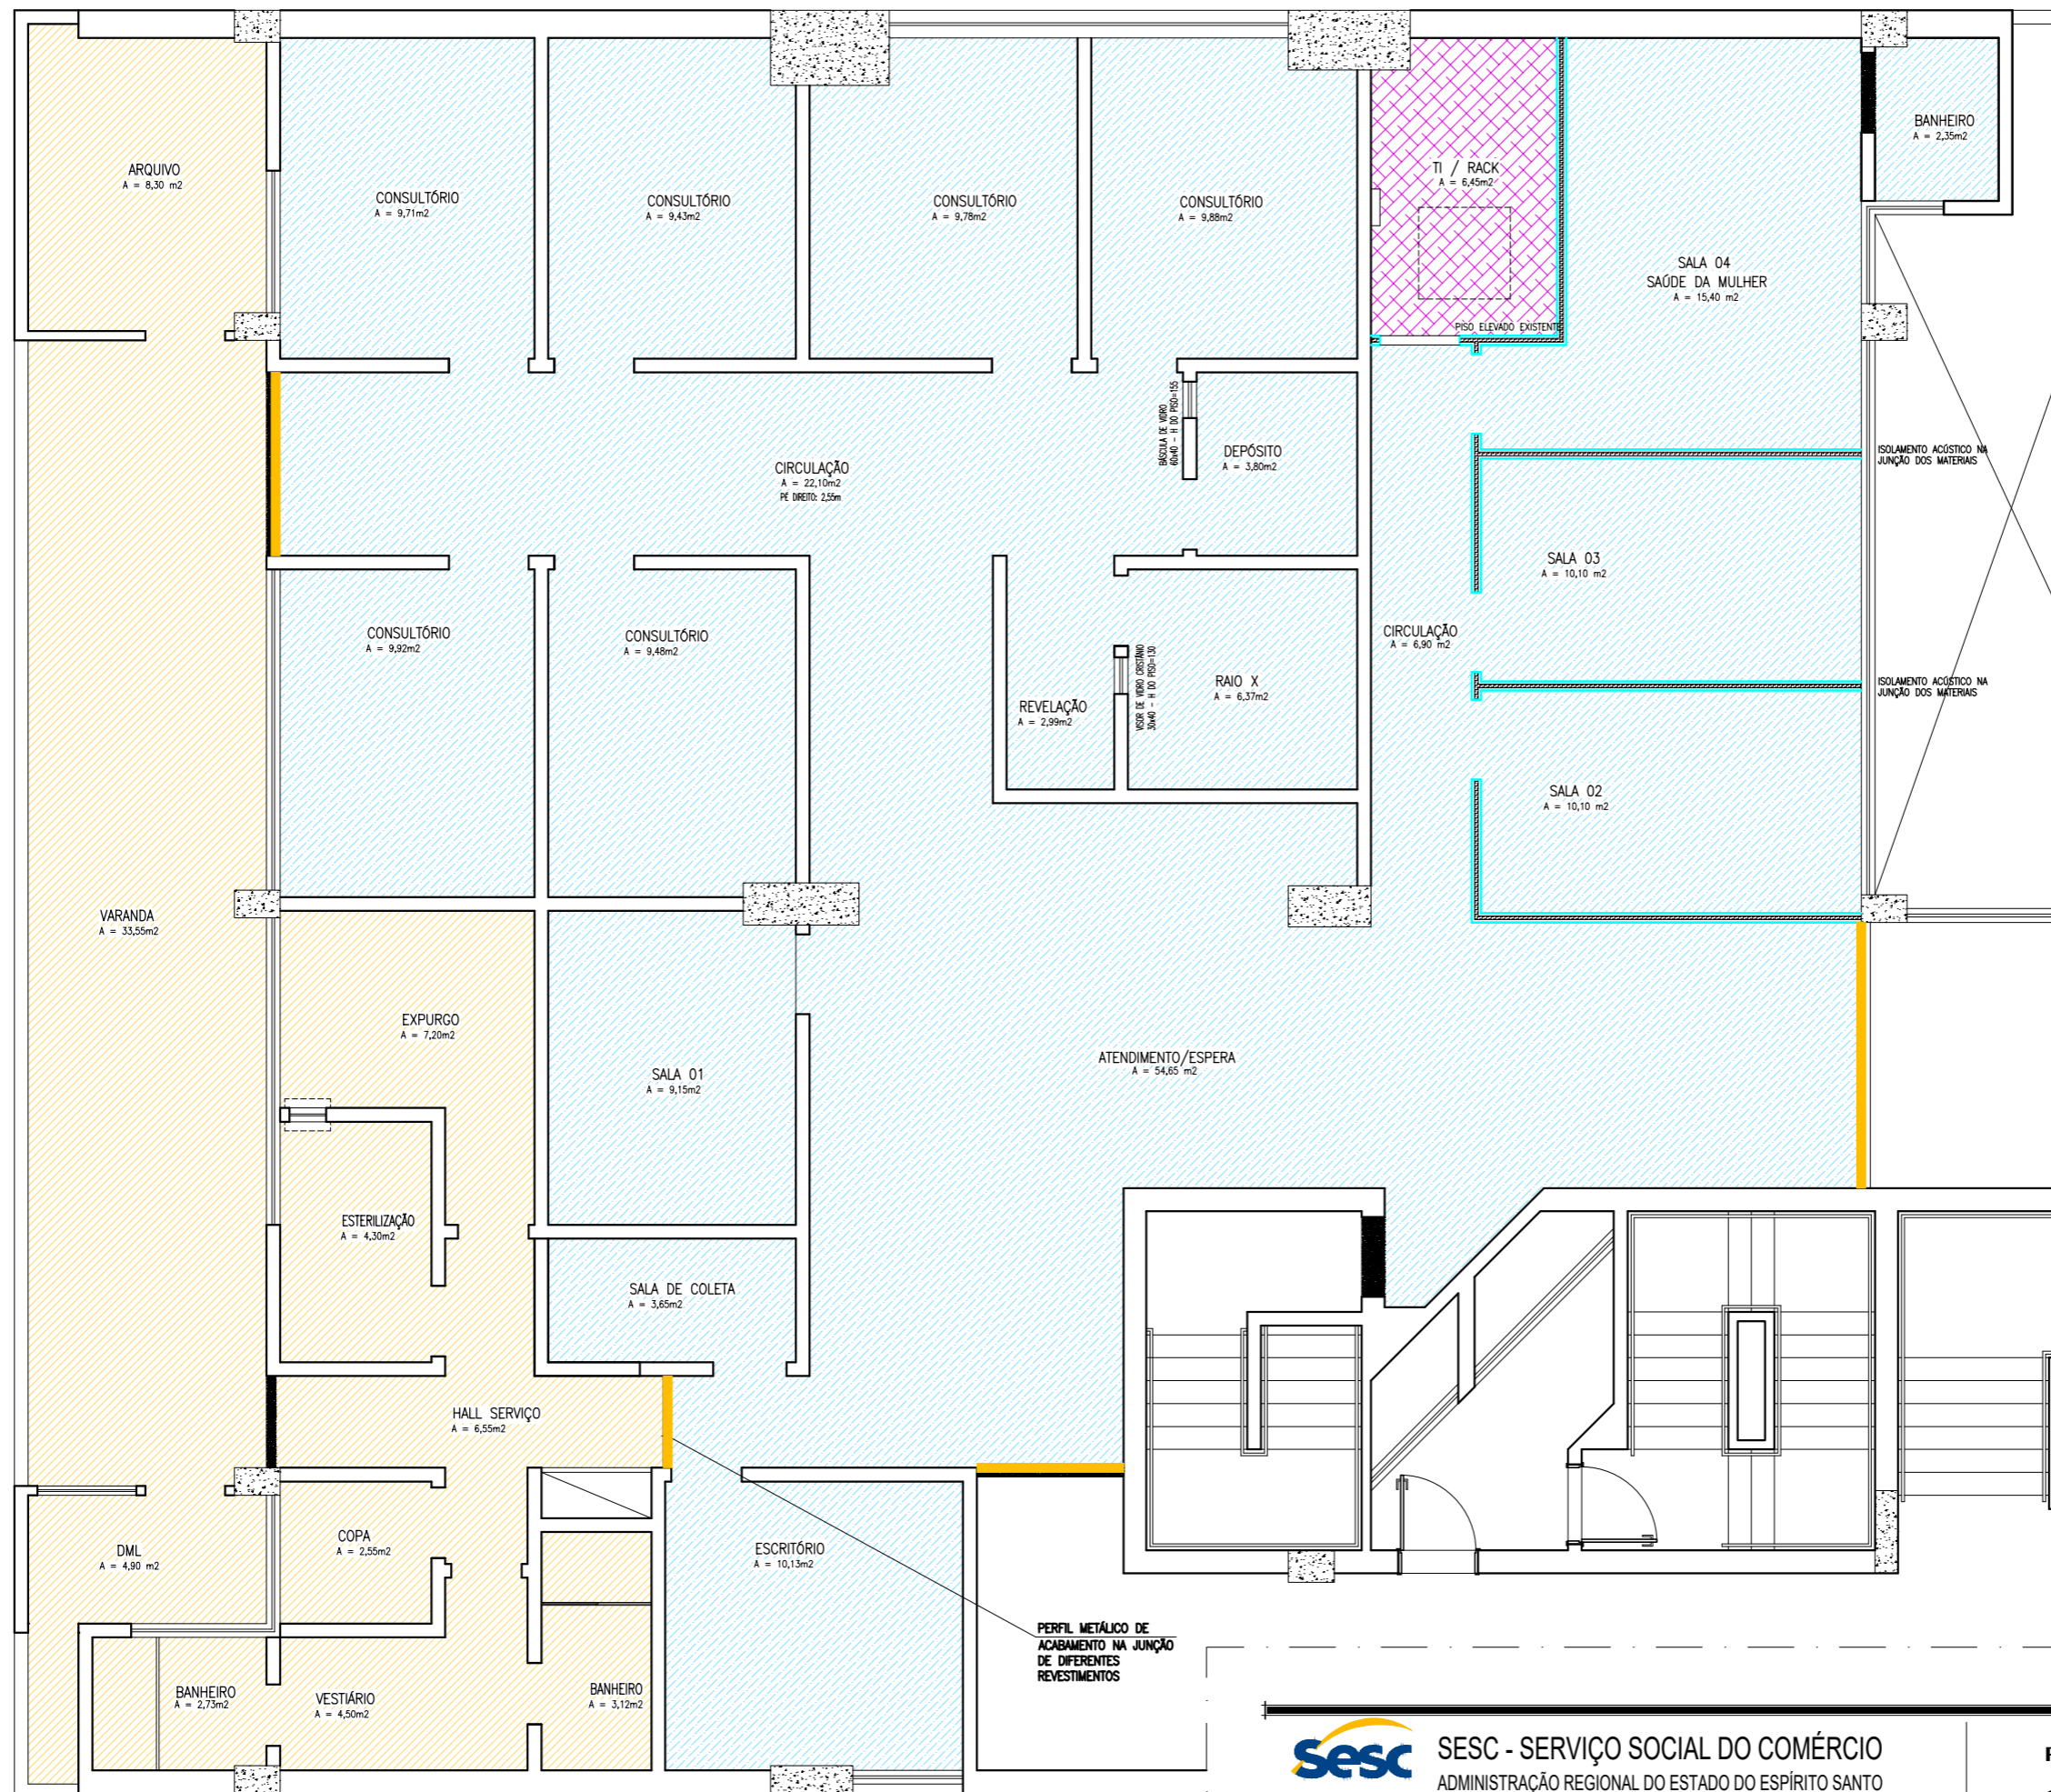 ARQUIVO
A = 8,30 m2
CONSULTÓRIO
A = 9,71m2
CONSULTÓRIO
A = 9,43m2
CONSULTÓRIO
A = 9,78m2
CONSULTÓRIO
A = 9,88m2
TI / RACK
A = 6,45m2
PISO ELEVADO EXISTENTE
SALA 04
SAÚDE DA MULHER
A = 15,40 m2
BANHEIRO
A = 2,35m2
CIRCULAÇÃO
A = 22,10m2
PÉ DIREITO: 2,55m
BÁSCULA DE VIDRO
60x40 - H DO PISO=155
DEPÓSITO
A = 3,80m2
ISOLAMENTO ACÚSTICO NA
JUNÇÃO DOS MATERIAIS
SALA 03
A = 10,10 m2
CONSULTÓRIO
A = 9,92m2
CONSULTÓRIO
A = 9,48m2
CIRCULAÇÃO
A = 6,90 m2
REVELAÇÃO
A = 2,99m2
VISOR DE VIDRO CRISTÂNIO
30x40 - H DO PISO=130
RAIO X
A = 6,37m2
ISOLAMENTO ACÚSTICO NA
JUNÇÃO DOS MATERIAIS
SALA 02
A = 10,10 m2
VARANDA
A = 33,55m2
EXPURGO
A = 7,20m2
SALA 01
A = 9,15m2
ATENDIMENTO/ESPERA
A = 54,65 m2
ESTERILIZAÇÃO
A = 4,30m2
SALA DE COLETA
A = 3,65m2
HALL SERVIÇO
A = 6,55m2
COPA
A = 2,55m2
DML
A = 4,90 m2
ESCRITÓRIO
A = 10,13m2
PERFIL METÁLICO DE
ACABAMENTO NA JUNÇÃO
DE DIFERENTES
REVESTIMENTOS
BANHEIRO
A = 2,73m2
VESTIÁRIO
A = 4,50m2
BANHEIRO
A = 3,12m2
Sesc
SESC - SERVIÇO SOCIAL DO COMÉRCIO
ADMINISTRAÇÃO REGIONAL DO ESTADO DO ESPÍRITO SANTO